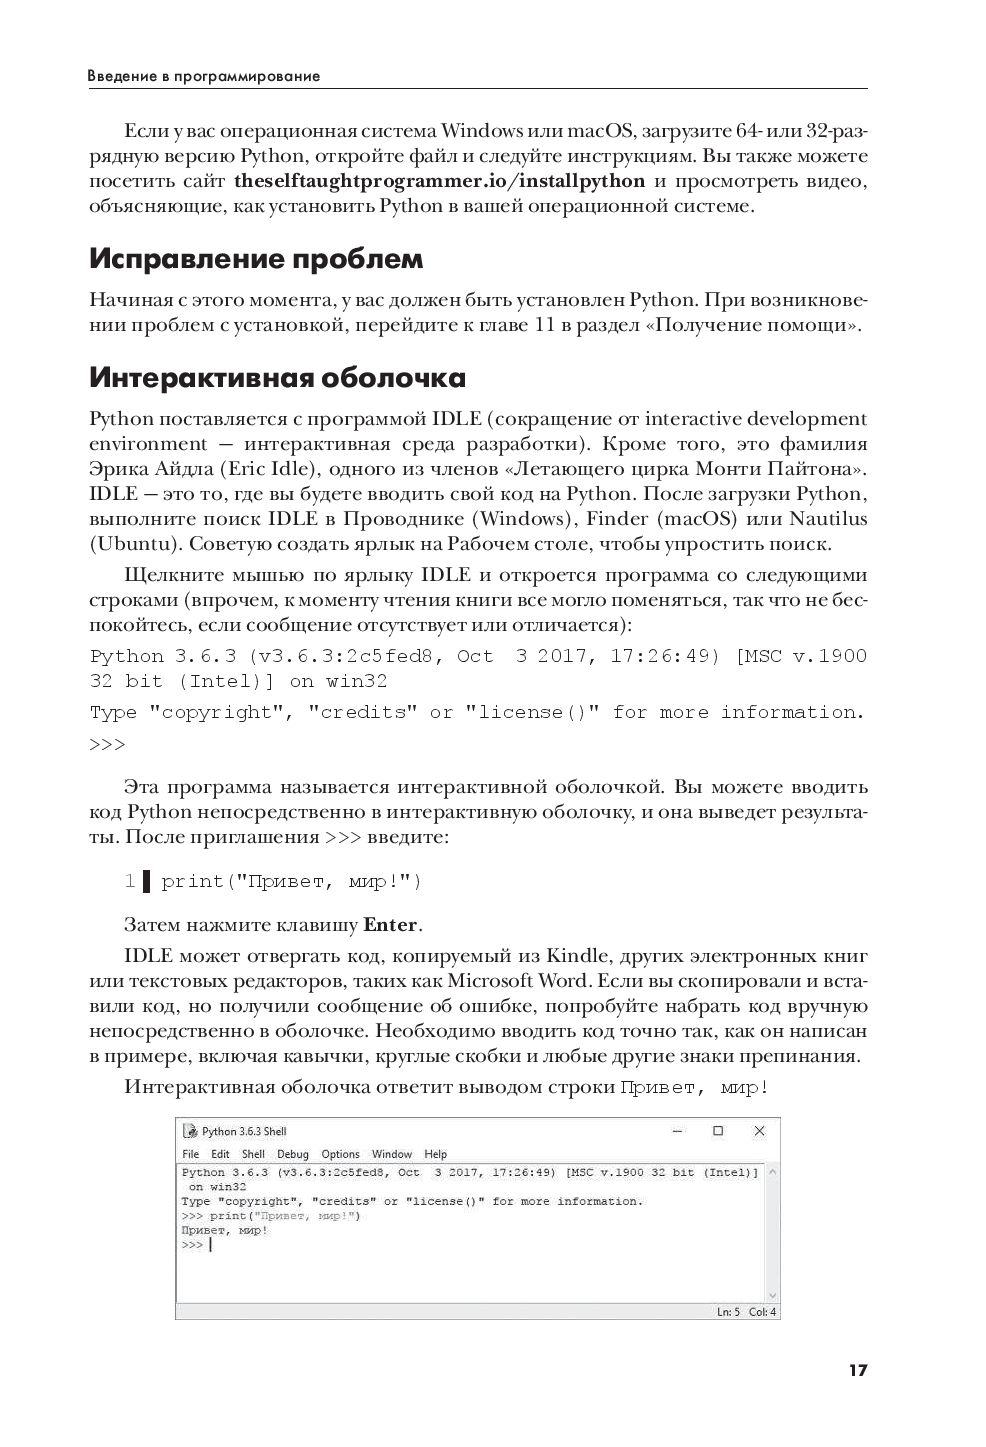 Введение в программирование
Если у вас операционная система Windows или macOS, загрузите 64- или 32-раз-
рядную версию Python, откройте файл и следуйте инструкциям. Вы также можете
посетить сайт theselftaughtprogrammer.io/installpython и просмотреть видео,
объясняющие, как установить Python в вашей операционной системе.
Исправление проблем
Начиная с этого момента, у вас должен быть установлен Python. При возникнове-
нии проблем с установкой, перейдите к главе 11 в раздел «Получение помощи».
Интерактивная оболочка
Python поставляется с программой IDLE (сокращение от interactive development
environment — интерактивная среда разработки). Кроме того, это фамилия
Эрика Айдла (Eric Idle), одного из членов «Летающего цирка Монти Пайтона».
IDLE — это то, где вы будете вводить свой код на Python. После загрузки Python,
выполните поиск IDLE в Проводнике (Windows), Finder (macOS) или Nautilus
(Ubuntu). Советую создать ярлык на Рабочем столе, чтобы упростить поиск.
Щелкните мышью по ярлыку IDLE и откроется программа со следующими
строками (впрочем, к моменту чтения книги все могло поменяться, так что не бес-
покойтесь, если сообщение отсутствует или отличается):
Python 3.6.3 (v3.6.3:2c5fed8, Oct  3 2017, 17:26:49) [MSC v.1900
32 bit (Intel)] on win32
Type "copyright", "credits" or "license()" for more information.
>>>
Эта программа называется интерактивной оболочкой. Вы можете вводить
код Python непосредственно в интерактивную оболочку, и она выведет результа-
ты. После приглашения >>> введите:
1 print("Привет, мир!")
Затем нажмите клавишу Enter.
IDLE может отвергать код, копируемый из Kindle, других электронных книг
или текстовых редакторов, таких как Microsoft Word. Если вы скопировали и вста-
вили код, но получили сообщение об ошибке, попробуйте набрать код вручную
непосредственно в оболочке. Необходимо вводить код точно так, как он написан
в примере, включая кавычки, круглые скобки и любые другие знаки препинания.
Интерактивная оболочка ответит выводом строки Привет, мир!
Python 3.6.3 Shell
File Edit Shell Debug Options Window Help
Python 3.6.3 (v3.6.3:2c5fed8, Oct  3 2017, 17:26:49) [MSC v.1900 32 bit (Intel)]
on win32
Type "copyright", "credits" or "license()" for more information.
>>> print("Привет, мир!")
Привет, мир!
>>>
Ln: 5 Col: 4
17